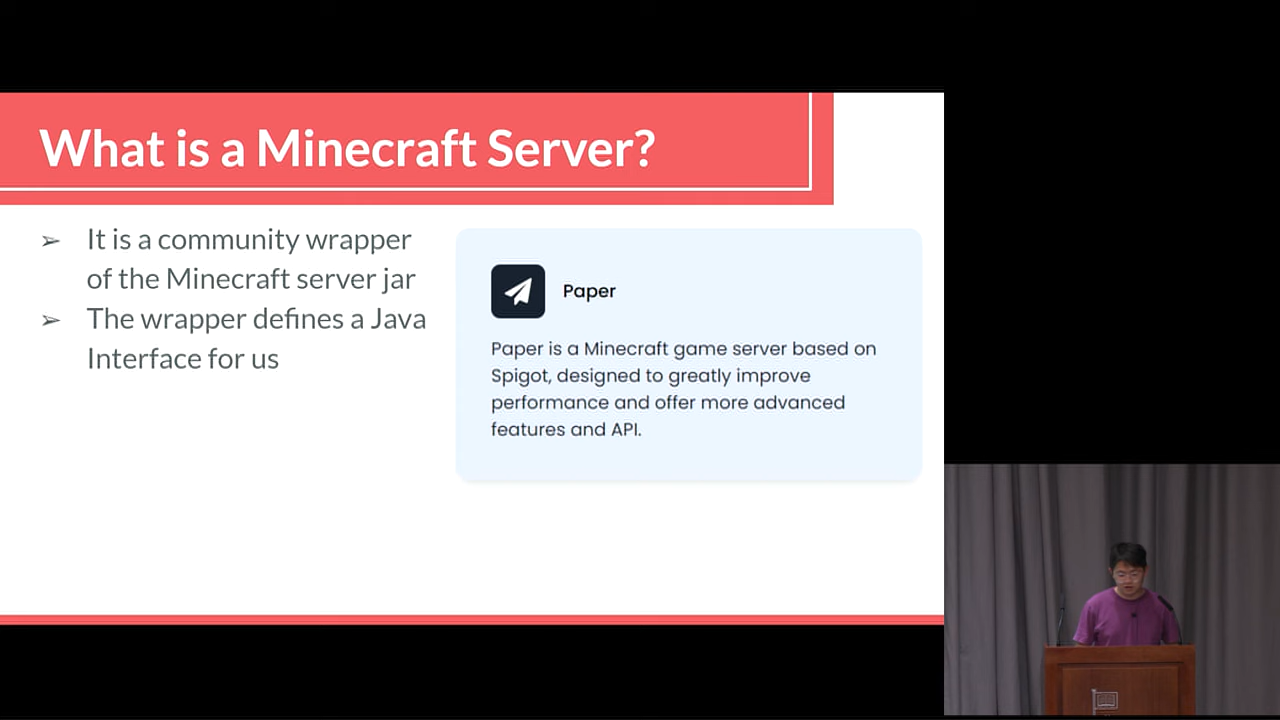 What is a Minecraft Server?
➢ It is a community wrapper
of the Minecraft server jar
➢ The wrapper defines a Java
Interface for us
Paper
Paper is a Minecraft game server based on
Spigot, designed to greatly improve
performance and offer more advanced
features and API.